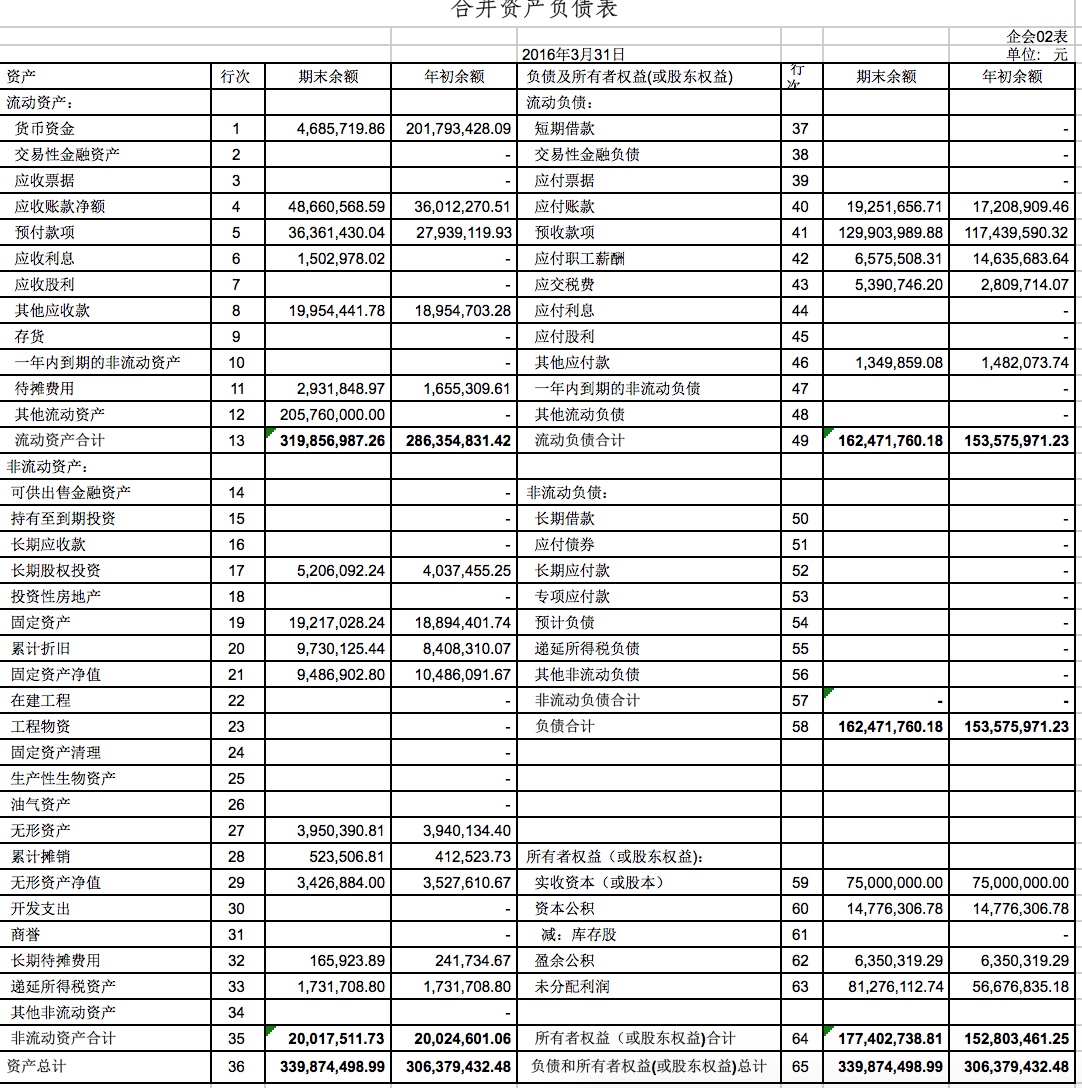 合并资产负债表
企会02表
2016年3月31日 单位: 元
资产 行次 期末余额 年初余额 负债及所有者权益(或股东权益) 行次 期末余额 年初余额
流动资产: 流动负债:
货币资金 1 4,685,719.86 201,793,428.09 短期借款 37 -
交易性金融资产 2 - 交易性金融负债 38 -
应收票据 3 - 应付票据 39 -
应收账款净额 4 48,660,568.59 36,012,270.51 应付账款 40 19,251,656.71 17,208,909.46
预付款项 5 36,361,430.04 27,939,119.93 预收款项 41 129,903,989.88 117,439,590.32
应收利息 6 1,502,978.02 - 应付职工薪酬 42 6,575,508.31 14,635,683.64
应收股利 7 - 应交税费 43 5,390,746.20 2,809,714.07
其他应收款 8 19,954,441.78 18,954,703.28 应付利息 44 -
存货 9 - 应付股利 45 -
一年内到期的非流动资产 10 - 其他应付款 46 1,349,859.08 1,482,073.74
待摊费用 11 2,931,848.97 1,655,309.61 一年内到期的非流动负债 47 -
其他流动资产 12 205,760,000.00 - 其他流动负债 48 -
流动资产合计 13 319,856,987.26 286,354,831.42 流动负债合计 49 162,471,760.18 153,575,971.23
非流动资产:
可供出售金融资产 14 - 非流动负债:
持有至到期投资 15 - 长期借款 50 -
长期应收款 16 - 应付债券 51 -
长期股权投资 17 5,206,092.24 4,037,455.25 长期应付款 52 -
投资性房地产 18 - 专项应付款 53 -
固定资产 19 19,217,028.24 18,894,401.74 预计负债 54 -
累计折旧 20 9,730,125.44 8,408,310.07 递延所得税负债 55 -
固定资产净值 21 9,486,902.80 10,486,091.67 其他非流动负债 56 -
在建工程 22 - 非流动负债合计 57 - -
工程物资 23 - 负债合计 58 162,471,760.18 153,575,971.23
固定资产清理 24 -
生产性生物资产 25 -
油气资产 26 -
无形资产 27 3,950,390.81 3,940,134.40
累计摊销 28 523,506.81 412,523.73 所有者权益（或股东权益):
无形资产净值 29 3,426,884.00 3,527,610.67 实收资本（或股本） 59 75,000,000.00 75,000,000.00
开发支出 30 - 资本公积 60 14,776,306.78 14,776,306.78
商誉 31 - 减: 库存股 61 -
长期待摊费用 32 165,923.89 241,734.67 盈余公积 62 6,350,319.29 6,350,319.29
递延所得税资产 33 1,731,708.80 1,731,708.80 未分配利润 63 81,276,112.74 56,676,835.18
其他非流动资产 34 -
非流动资产合计 35 20,017,511.73 20,024,601.06 所有者权益（或股东权益)合计 64 177,402,738.81 152,803,461.25
资产总计 36 339,874,498.99 306,379,432.48 负债和所有者权益(或股东权益)总计 65 339,874,498.99 306,379,432.48